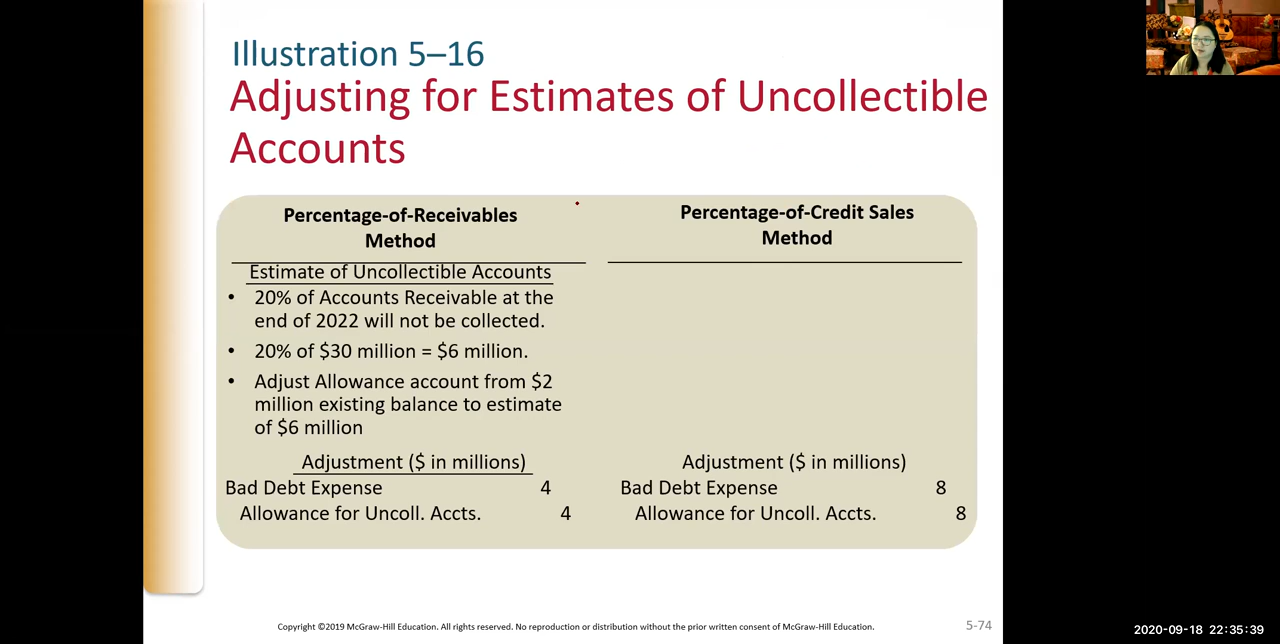 Illustration 5–16
Adjusting for Estimates of Uncollectible
Accounts
Percentage-of-Receivables
Method
Estimate of Uncollectible Accounts
• 20% of Accounts Receivable at the
end of 2022 will not be collected.
• 20% of $30 million = $6 million.
• Adjust Allowance account from $2
million existing balance to estimate
of $6 million
Adjustment ($ in millions)
Bad Debt Expense 4
Allowance for Uncoll. Accts. 4
Percentage-of-Credit Sales
Method
Adjustment ($ in millions)
Bad Debt Expense 8
Allowance for Uncoll. Accts. 8
Copyright ©2019 McGraw-Hill Education. All rights reserved. No reproduction or distribution without the prior written consent of McGraw-Hill Education.
5-74
2020-09-18 22:35:39